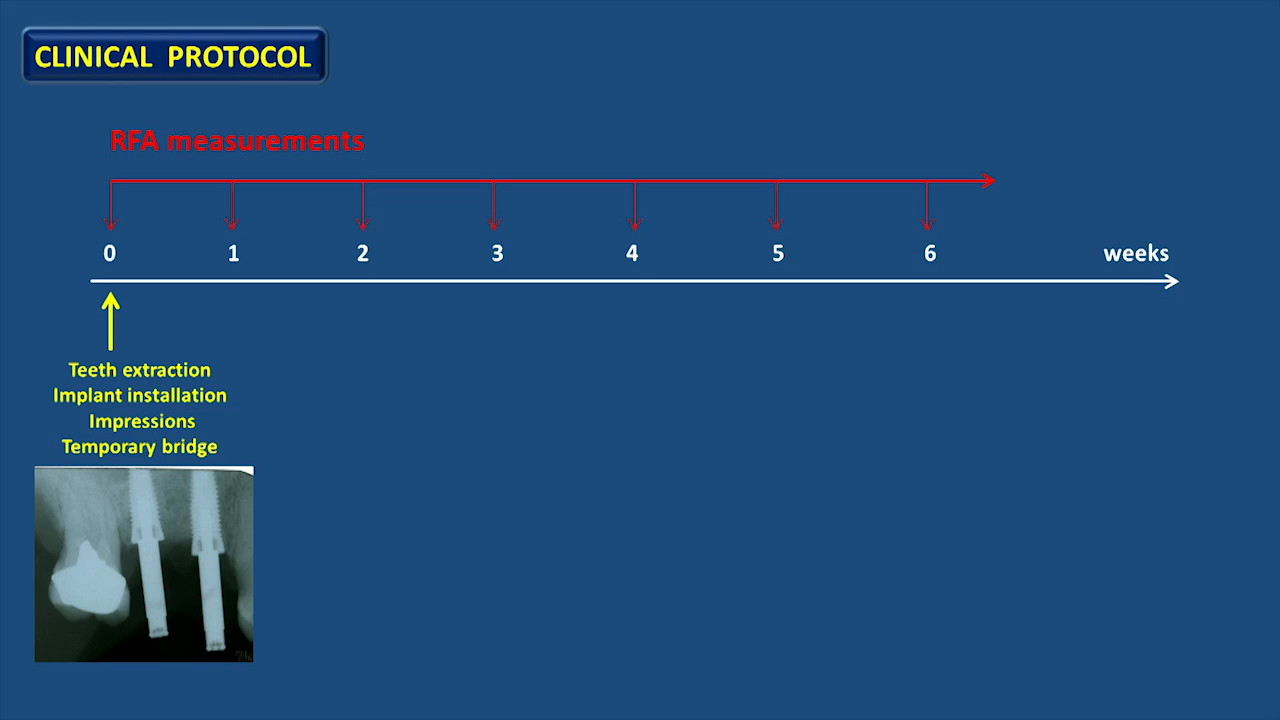 CLINICAL PROTOCOL
RFA measurements
0 1 2 3 4 5 6 weeks
Teeth extraction
Implant installation
Impressions
Temporary bridge